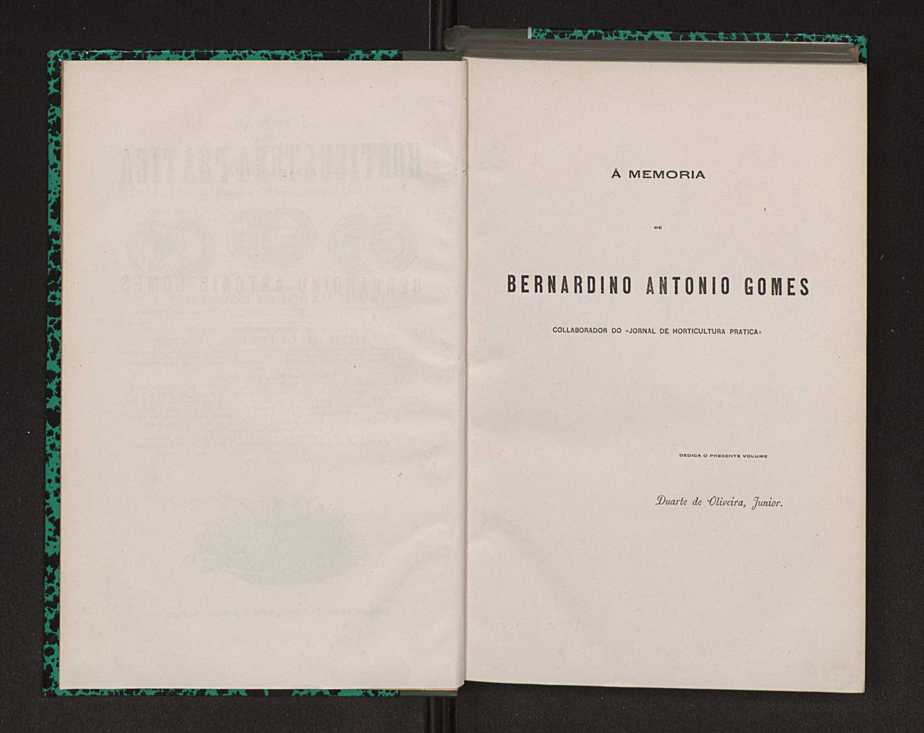 Á MEMORIA
DE
BERNARDINO ANTONIO GOMES
COLLABORADOR DO «JORNAL DE HORTICULTURA PRATICA»
DEDICA O PRESENTE VOLUME
Duarte de Oliveira, Junior.